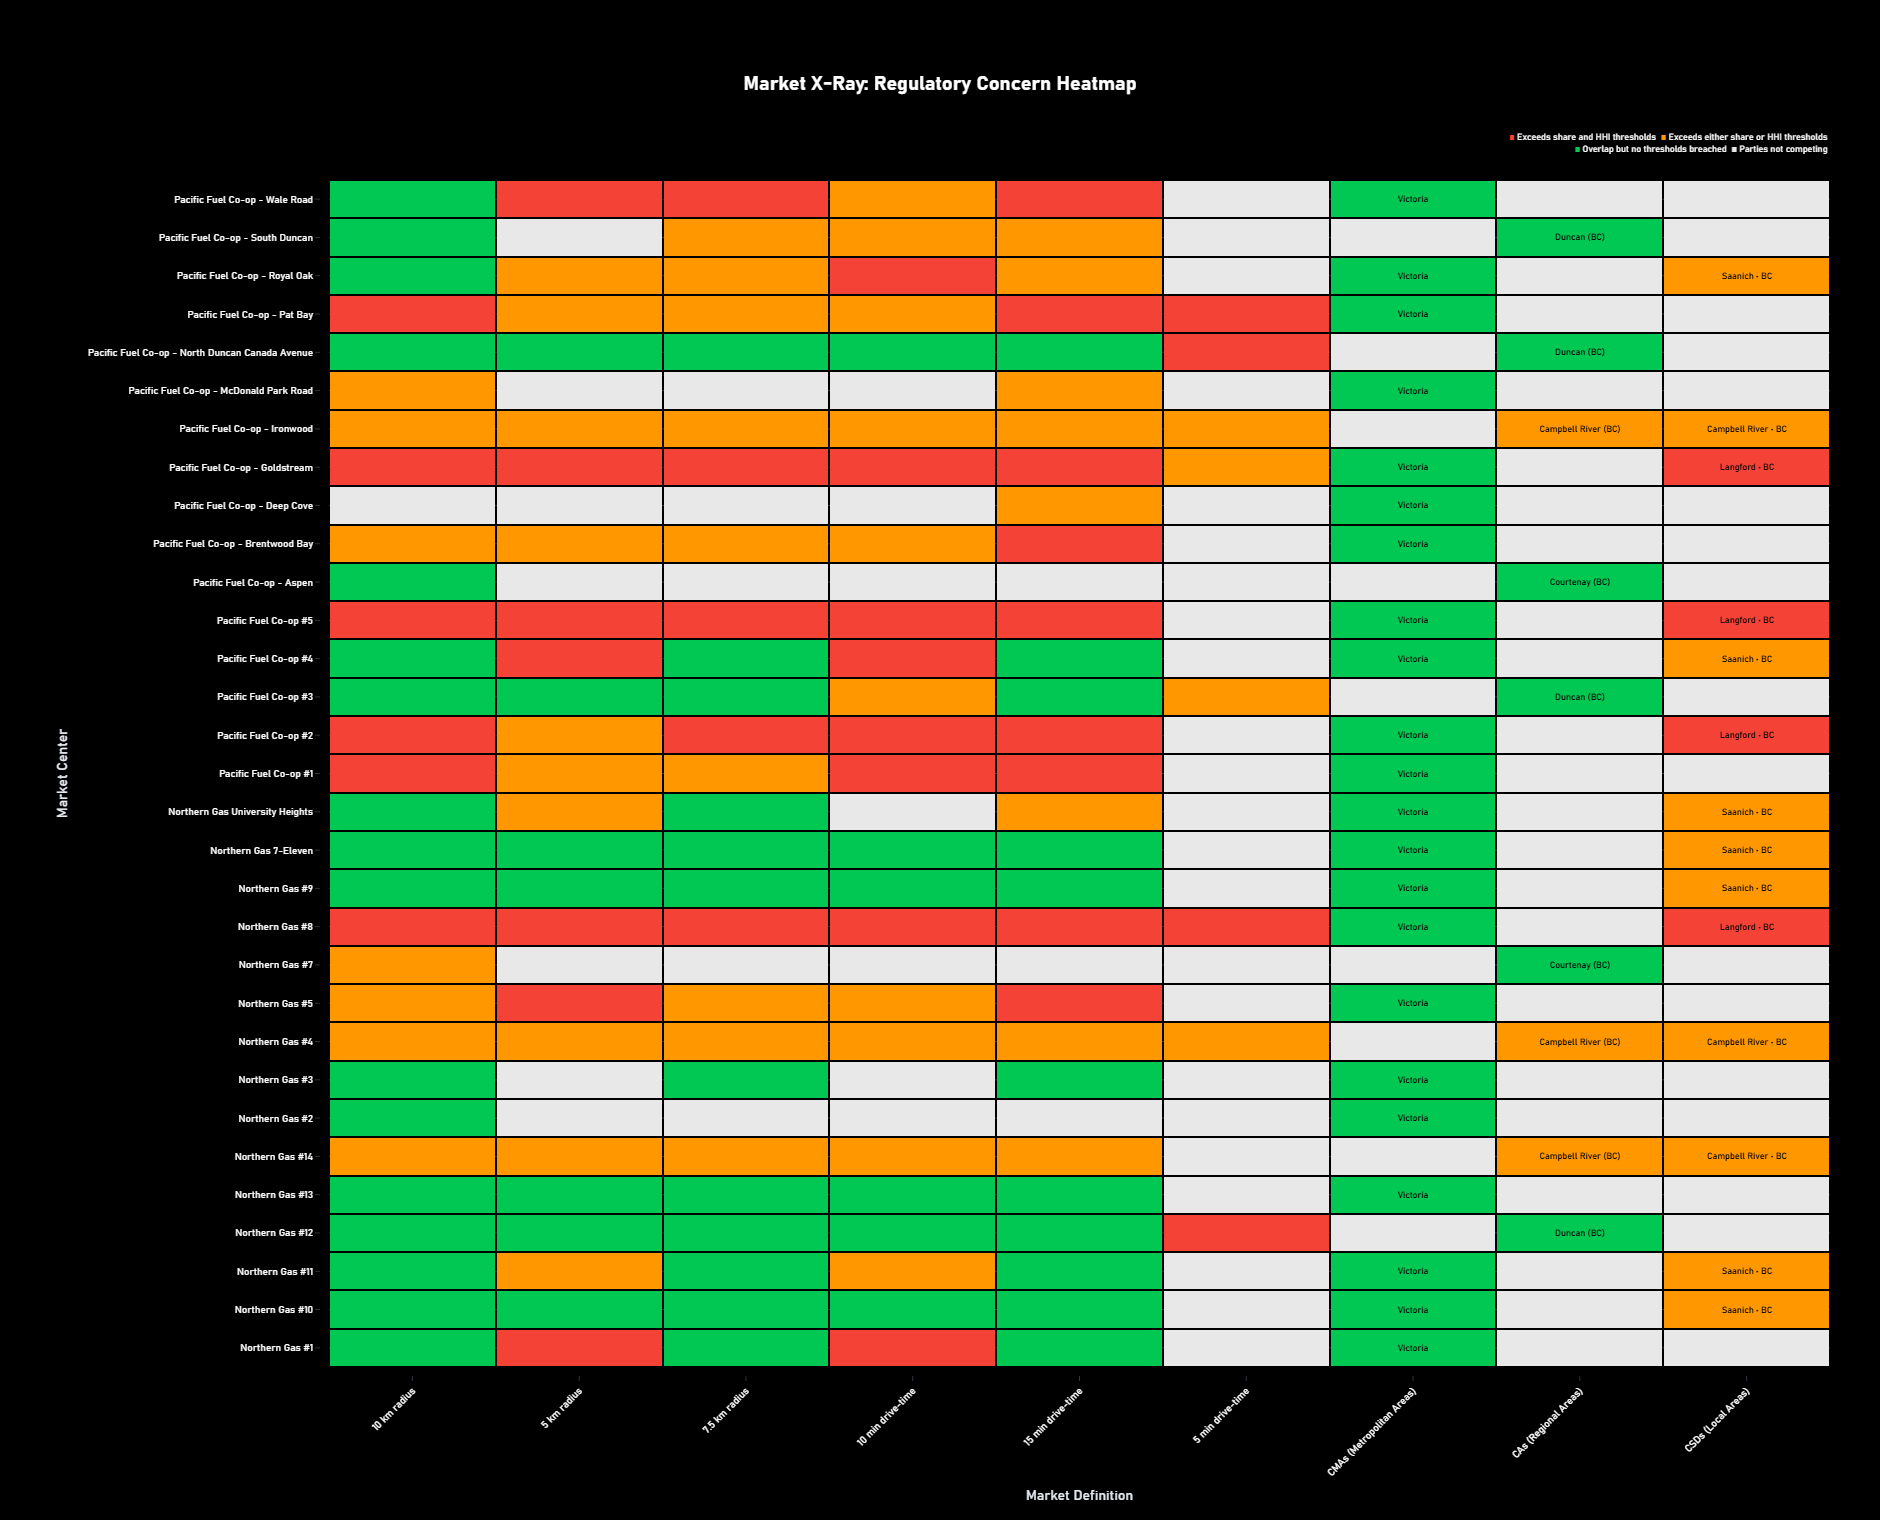 Market X-Ray: Regulatory Concern Heatmap
Exceeds share and HHI thresholds Exceeds either share or HHI thresholds
Overlap but no thresholds breached Parties not competing
Pacific Fuel Co-op - Wale Road Victoria
Pacific Fuel Co-op - South Duncan Duncan (BC)
Pacific Fuel Co-op - Royal Oak Victoria Saanich - BC
Pacific Fuel Co-op - Pat Bay Victoria
Pacific Fuel Co-op - North Duncan Canada Avenue Duncan (BC)
Pacific Fuel Co-op - McDonald Park Road Victoria
Pacific Fuel Co-op - Ironwood Campbell River (BC) Campbell River - BC
Pacific Fuel Co-op - Goldstream Victoria Langford - BC
Pacific Fuel Co-op - Deep Cove Victoria
Pacific Fuel Co-op - Brentwood Bay Victoria
Pacific Fuel Co-op - Aspen Courtenay (BC)
Pacific Fuel Co-op #5 Victoria Langford - BC
Pacific Fuel Co-op #4 Victoria Saanich - BC
Pacific Fuel Co-op #3 Duncan (BC)
Pacific Fuel Co-op #2 Victoria Langford - BC
Pacific Fuel Co-op #1 Victoria
Northern Gas University Heights Victoria Saanich - BC
Northern Gas 7-Eleven Victoria Saanich - BC
Northern Gas #9 Victoria Saanich - BC
Northern Gas #8 Victoria Langford - BC
Northern Gas #7 Courtenay (BC)
Northern Gas #5 Victoria
Northern Gas #4 Campbell River (BC) Campbell River - BC
Northern Gas #3 Victoria
Northern Gas #2 Victoria
Northern Gas #14 Campbell River (BC) Campbell River - BC
Northern Gas #13 Victoria
Northern Gas #12 Duncan (BC)
Northern Gas #11 Victoria Saanich - BC
Northern Gas #10 Victoria Saanich - BC
Northern Gas #1 Victoria
Market Center
10 km radius
5 km radius
7.5 km radius
10 min drive-time
15 min drive-time
5 min drive-time
CMAs (Metropolitan Areas)
CAs (Regional Areas)
CSDs (Local Areas)
Market Definition